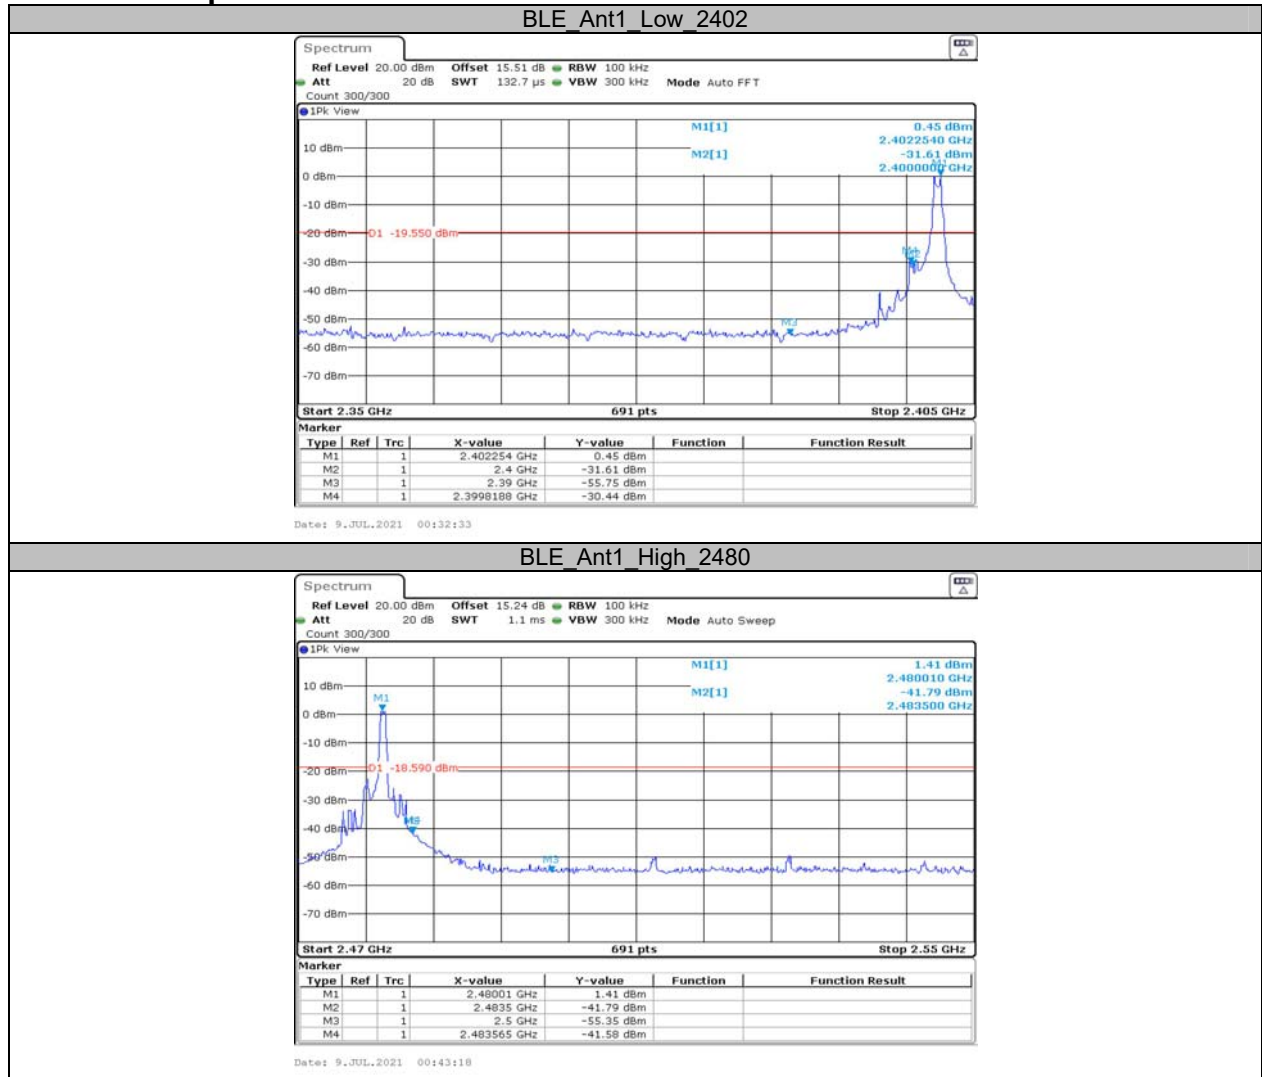 BLE_Ant1_Low_2402
Spectrum
Ref Level 20.00 dBm Offset 15.51 dB RBW 100 kHz
Att 20 dB SWT 132.7 µs VBW 300 kHz Mode Auto FFT
Count 300/300
1Pk View
M1[1] 0.45 dBm
2.4022540 GHz
10 dBm
M2[1] -31.61 dBm
2.4000000 GHz
M1
0 dBm
-10 dBm
-20 dBm D1 -19.550 dBm
M4 M2
-30 dBm
-40 dBm
-50 dBm
M3
-60 dBm
-70 dBm
Start 2.35 GHz 691 pts Stop 2.405 GHz
Marker
Type Ref Trc X-value Y-value Function Function Result
M1 1 2.402254 GHz 0.45 dBm
M2 1 2.4 GHz -31.61 dBm
M3 1 2.39 GHz -55.75 dBm
M4 1 2.3998188 GHz -30.44 dBm
Date: 9.JUL.2021 00:32:33
BLE_Ant1_High_2480
Spectrum
Ref Level 20.00 dBm Offset 15.24 dB RBW 100 kHz
Att 20 dB SWT 1.1 ms VBW 300 kHz Mode Auto Sweep
Count 300/300
1Pk View
M1[1] 1.41 dBm
2.480010 GHz
10 dBm
M2[1] -41.79 dBm
2.483500 GHz
M1
0 dBm
-10 dBm
-20 dBm D1 -18.590 dBm
-30 dBm
-40 dBm
-50 dBm
M3
-60 dBm
-70 dBm
Start 2.47 GHz 691 pts Stop 2.55 GHz
Marker
Type Ref Trc X-value Y-value Function Function Result
M1 1 2.48001 GHz 1.41 dBm
M2 1 2.4835 GHz -41.79 dBm
M3 1 2.5 GHz -55.35 dBm
M4 1 2.483565 GHz -41.58 dBm
Date: 9.JUL.2021 00:43:18